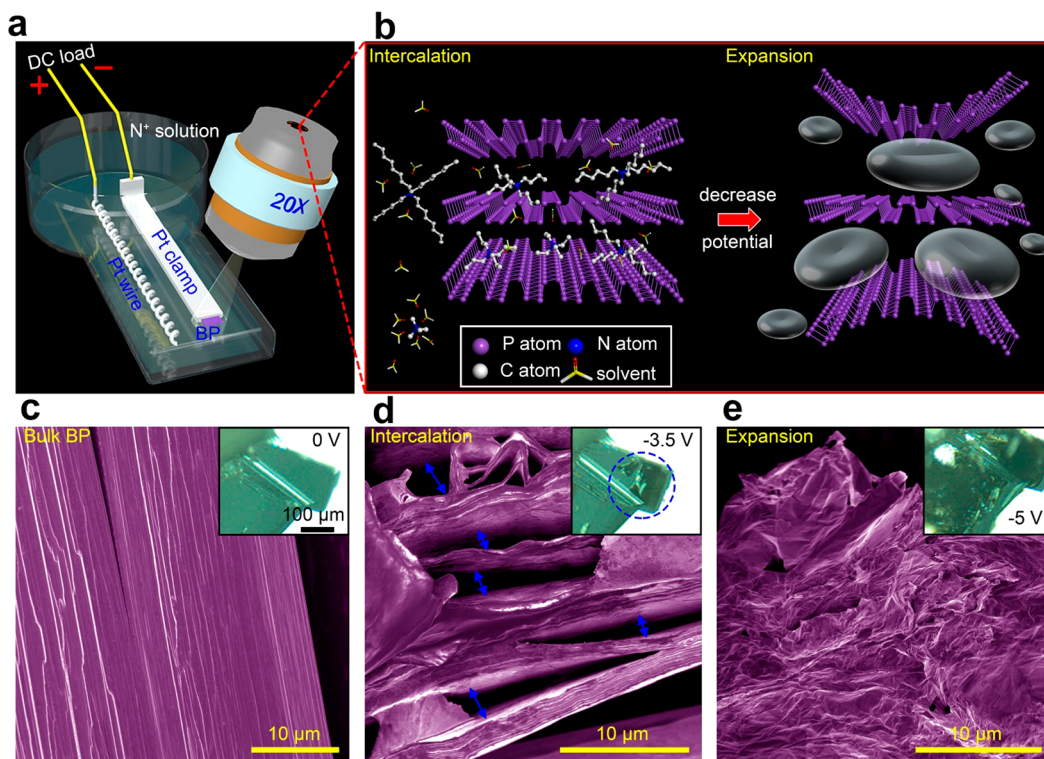 a
DC load
+
−
N⁺ solution
20X
Pt clamp
Pt wire
BP
b
Intercalation
Expansion
decrease
potential
P atom
N atom
C atom
solvent
c
Bulk BP
0 V
100 µm
10 µm
d
Intercalation
-3.5 V
10 µm
e
Expansion
-5 V
10 µm